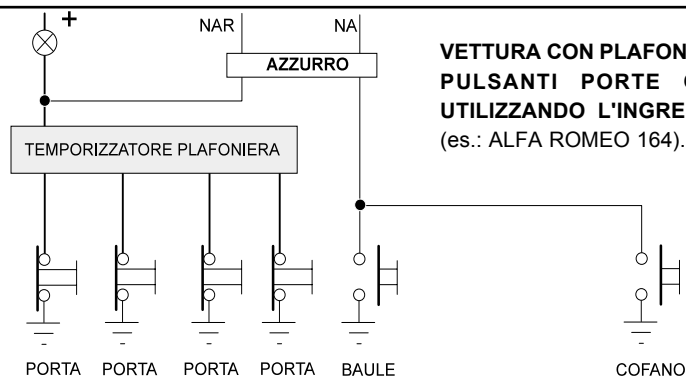 +
NAR NA
AZZURRO
VETTURA CON PLAFON
PULSANTI PORTE
UTILIZZANDO L'INGRE
(es.: ALFA ROMEO 164).
TEMPORIZZATORE PLAFONIERA
PORTA PORTA PORTA PORTA BAULE COFANO